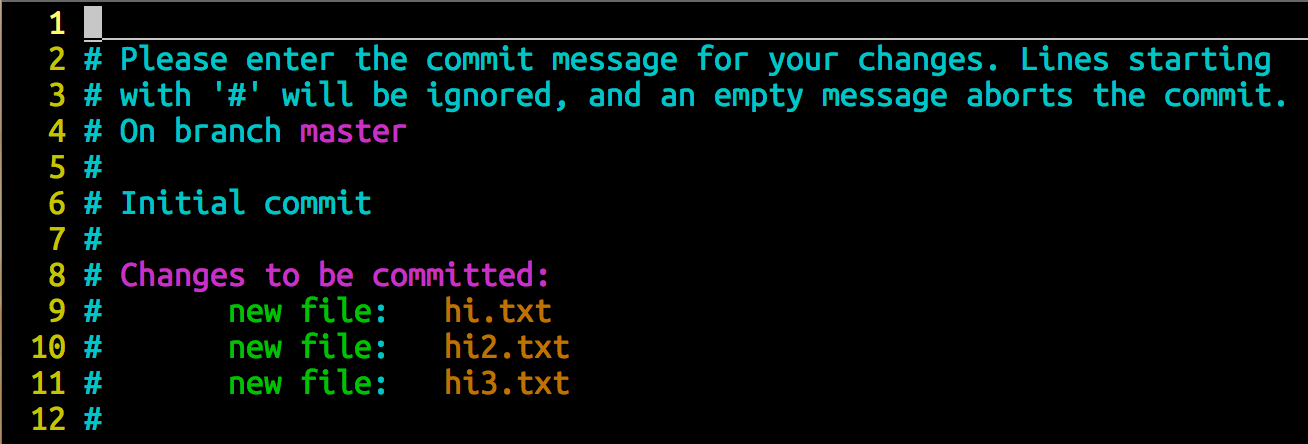 1
2 # Please enter the commit message for your changes. Lines starting
3 # with '#' will be ignored, and an empty message aborts the commit.
4 # On branch master
5 #
6 # Initial commit
7 #
8 # Changes to be committed:
9 #       new file:   hi.txt
10 #       new file:   hi2.txt
11 #       new file:   hi3.txt
12 #